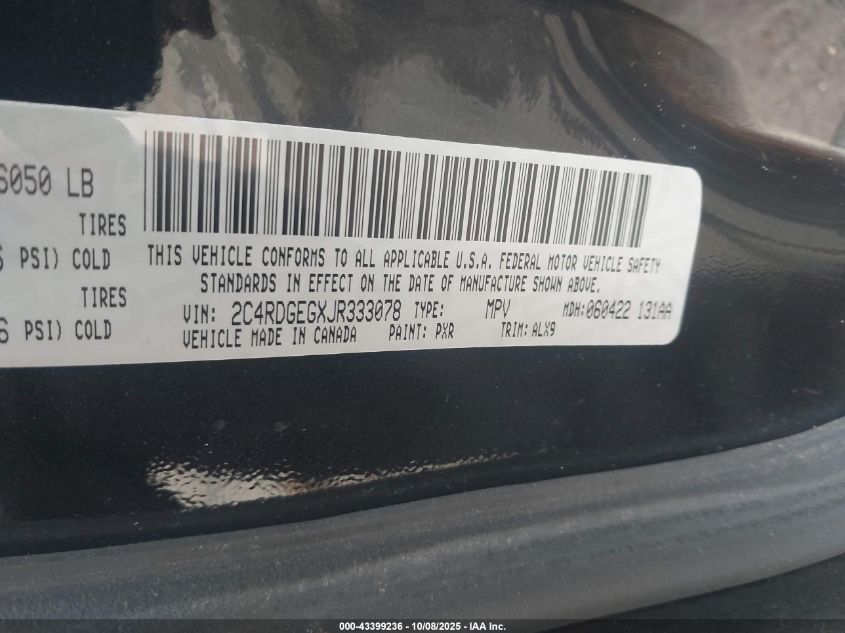 6050 LB
TIRES
PSI) COLD
TIRES
6 PSI) COLD
THIS VEHICLE CONFORMS TO ALL APPLICABLE U.S.A. FEDERAL MOTOR VEHICLE SAFETY
STANDARDS IN EFFECT ON THE DATE OF MANUFACTURE SHOWN ABOVE.
VIN: 2C4RDGEGXJR333078 TYPE: MPV MDH:060422 131AA
VEHICLE MADE IN CANADA PAINT: PXR TRIM: ALX9
000-43399236 - 10/08/2025 - IAA Inc.